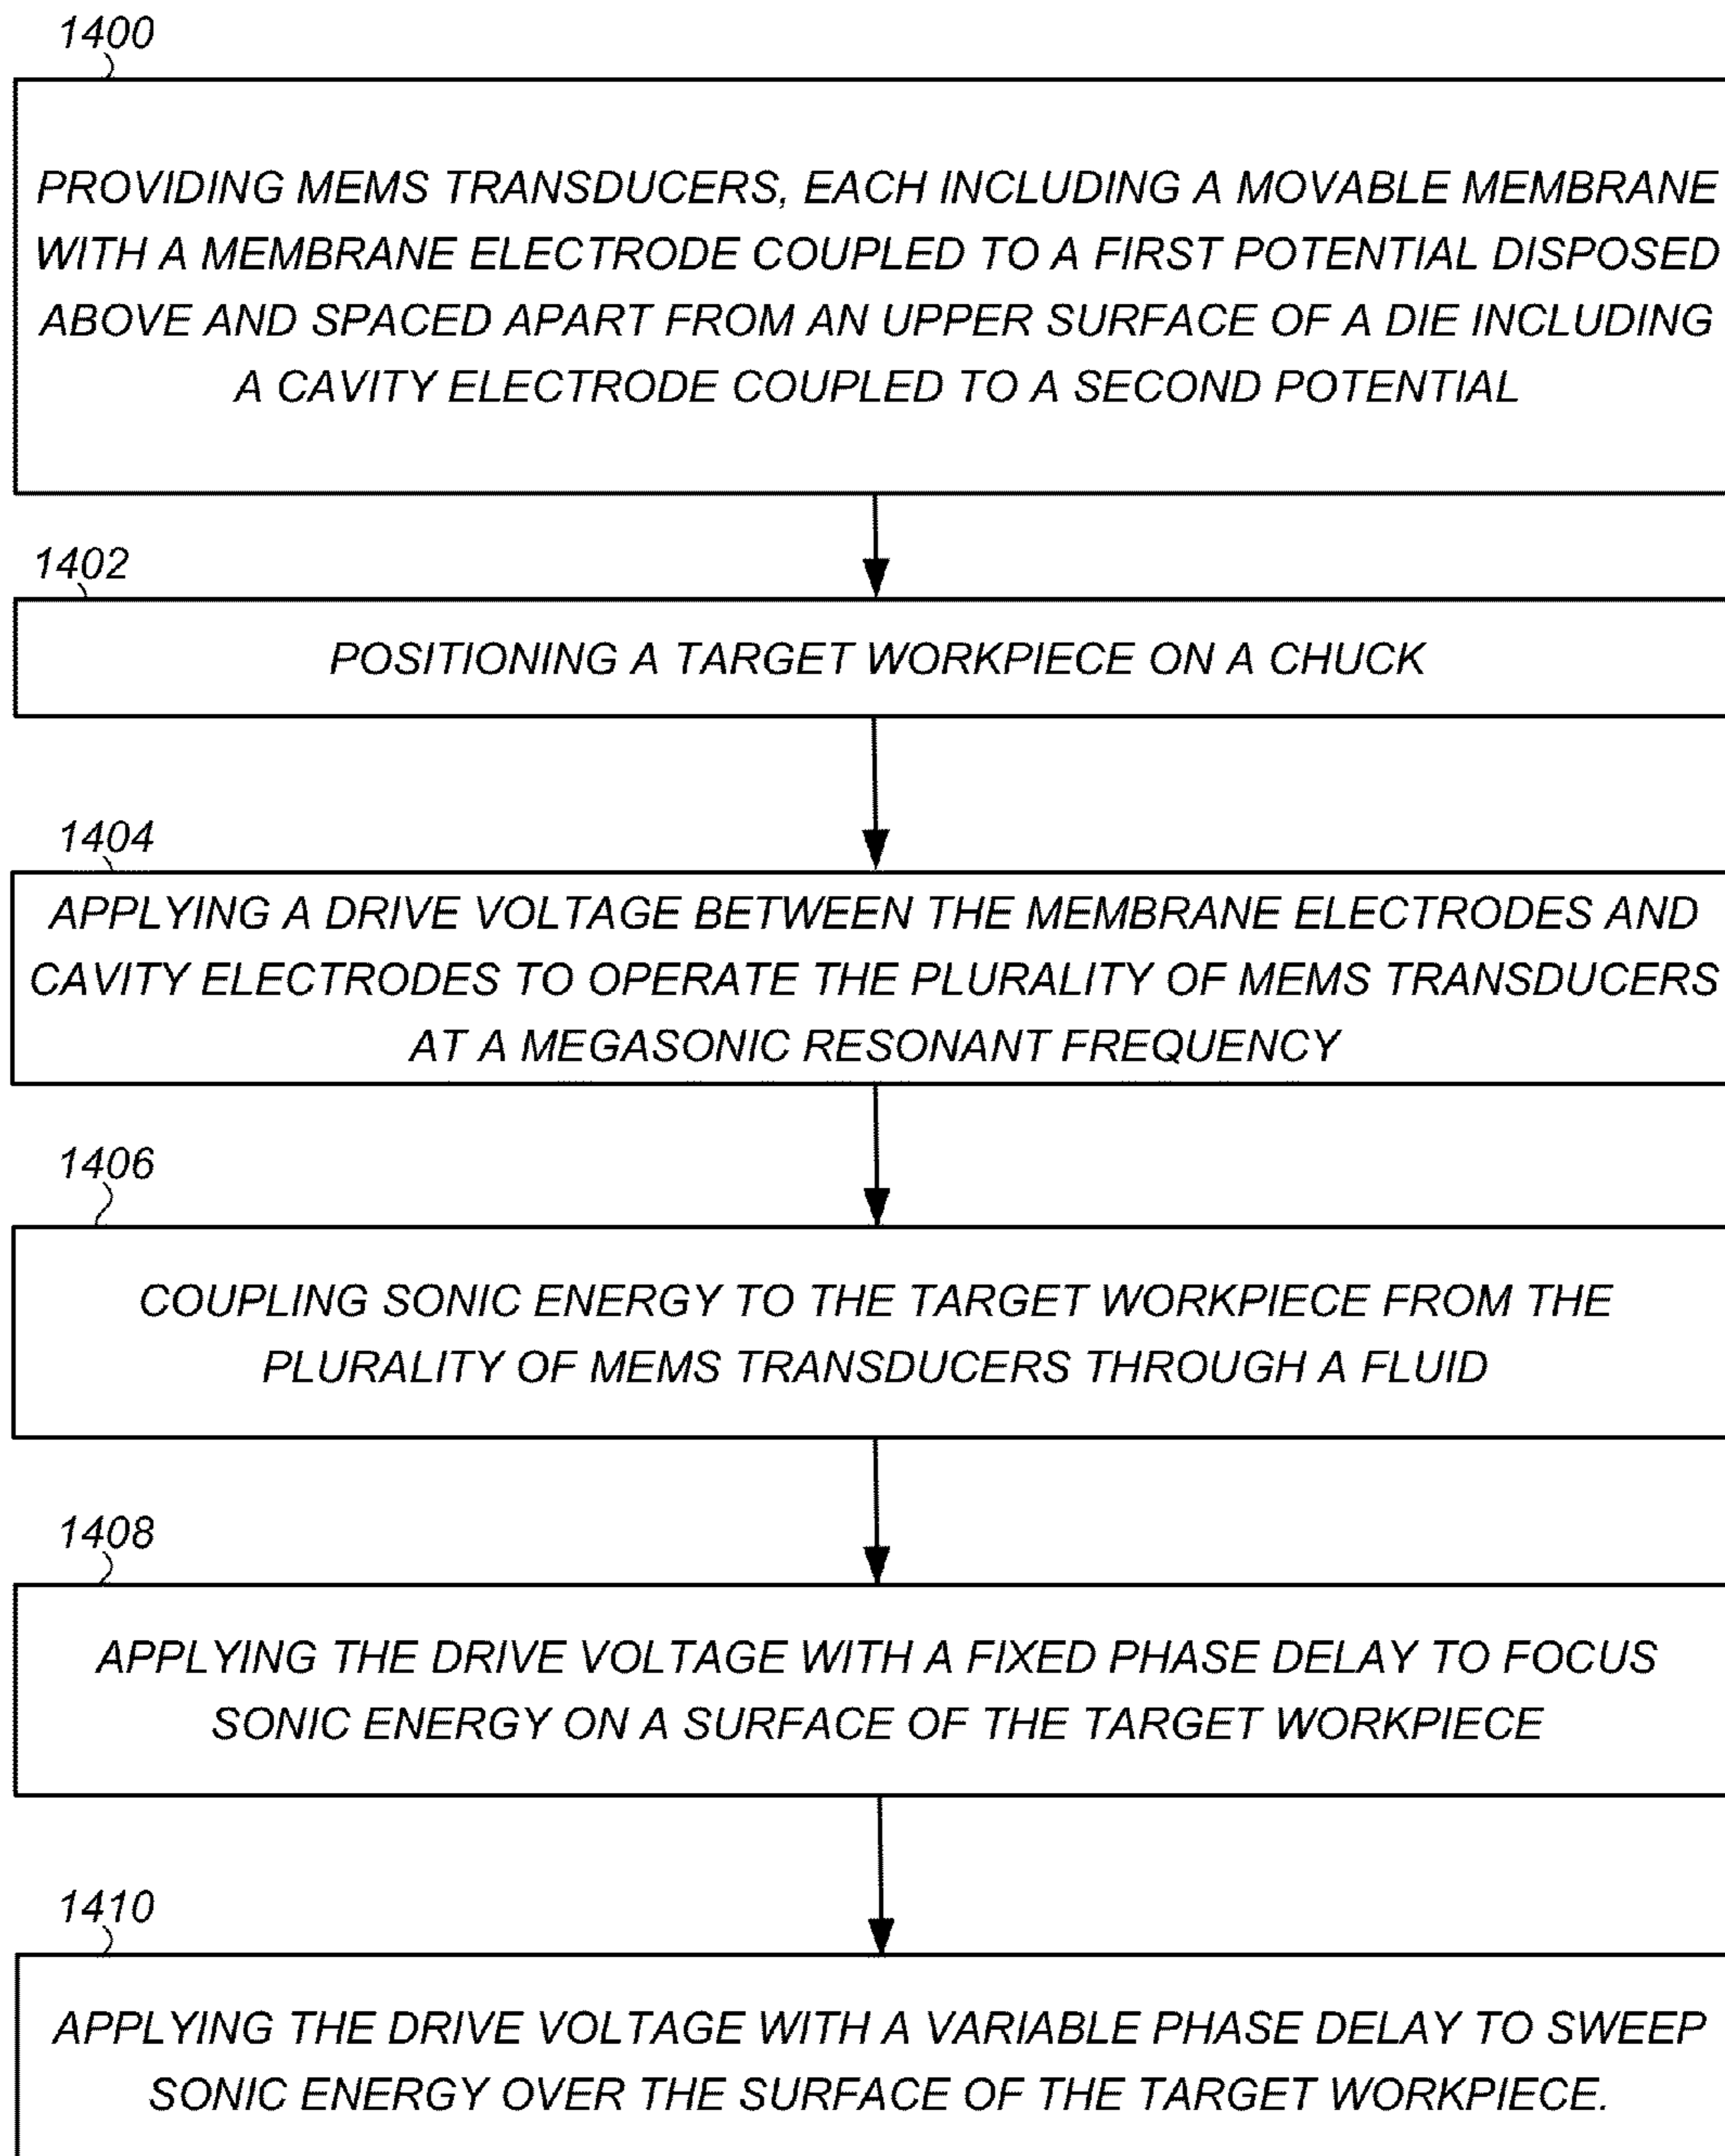 1400
PROVIDING MEMS TRANSDUCERS, EACH INCLUDING A MOVABLE MEMBRANE
WITH A MEMBRANE ELECTRODE COUPLED TO A FIRST POTENTIAL DISPOSED
ABOVE AND SPACED APART FROM AN UPPER SURFACE OF A DIE INCLUDING
A CAVITY ELECTRODE COUPLED TO A SECOND POTENTIAL
1402
POSITIONING A TARGET WORKPIECE ON A CHUCK
1404
APPLYING A DRIVE VOLTAGE BETWEEN THE MEMBRANE ELECTRODES AND
CAVITY ELECTRODES TO OPERATE THE PLURALITY OF MEMS TRANSDUCERS
AT A MEGASONIC RESONANT FREQUENCY
1406
COUPLING SONIC ENERGY TO THE TARGET WORKPIECE FROM THE
PLURALITY OF MEMS TRANSDUCERS THROUGH A FLUID
1408
APPLYING THE DRIVE VOLTAGE WITH A FIXED PHASE DELAY TO FOCUS
SONIC ENERGY ON A SURFACE OF THE TARGET WORKPIECE
1410
APPLYING THE DRIVE VOLTAGE WITH A VARIABLE PHASE DELAY TO SWEEP
SONIC ENERGY OVER THE SURFACE OF THE TARGET WORKPIECE.